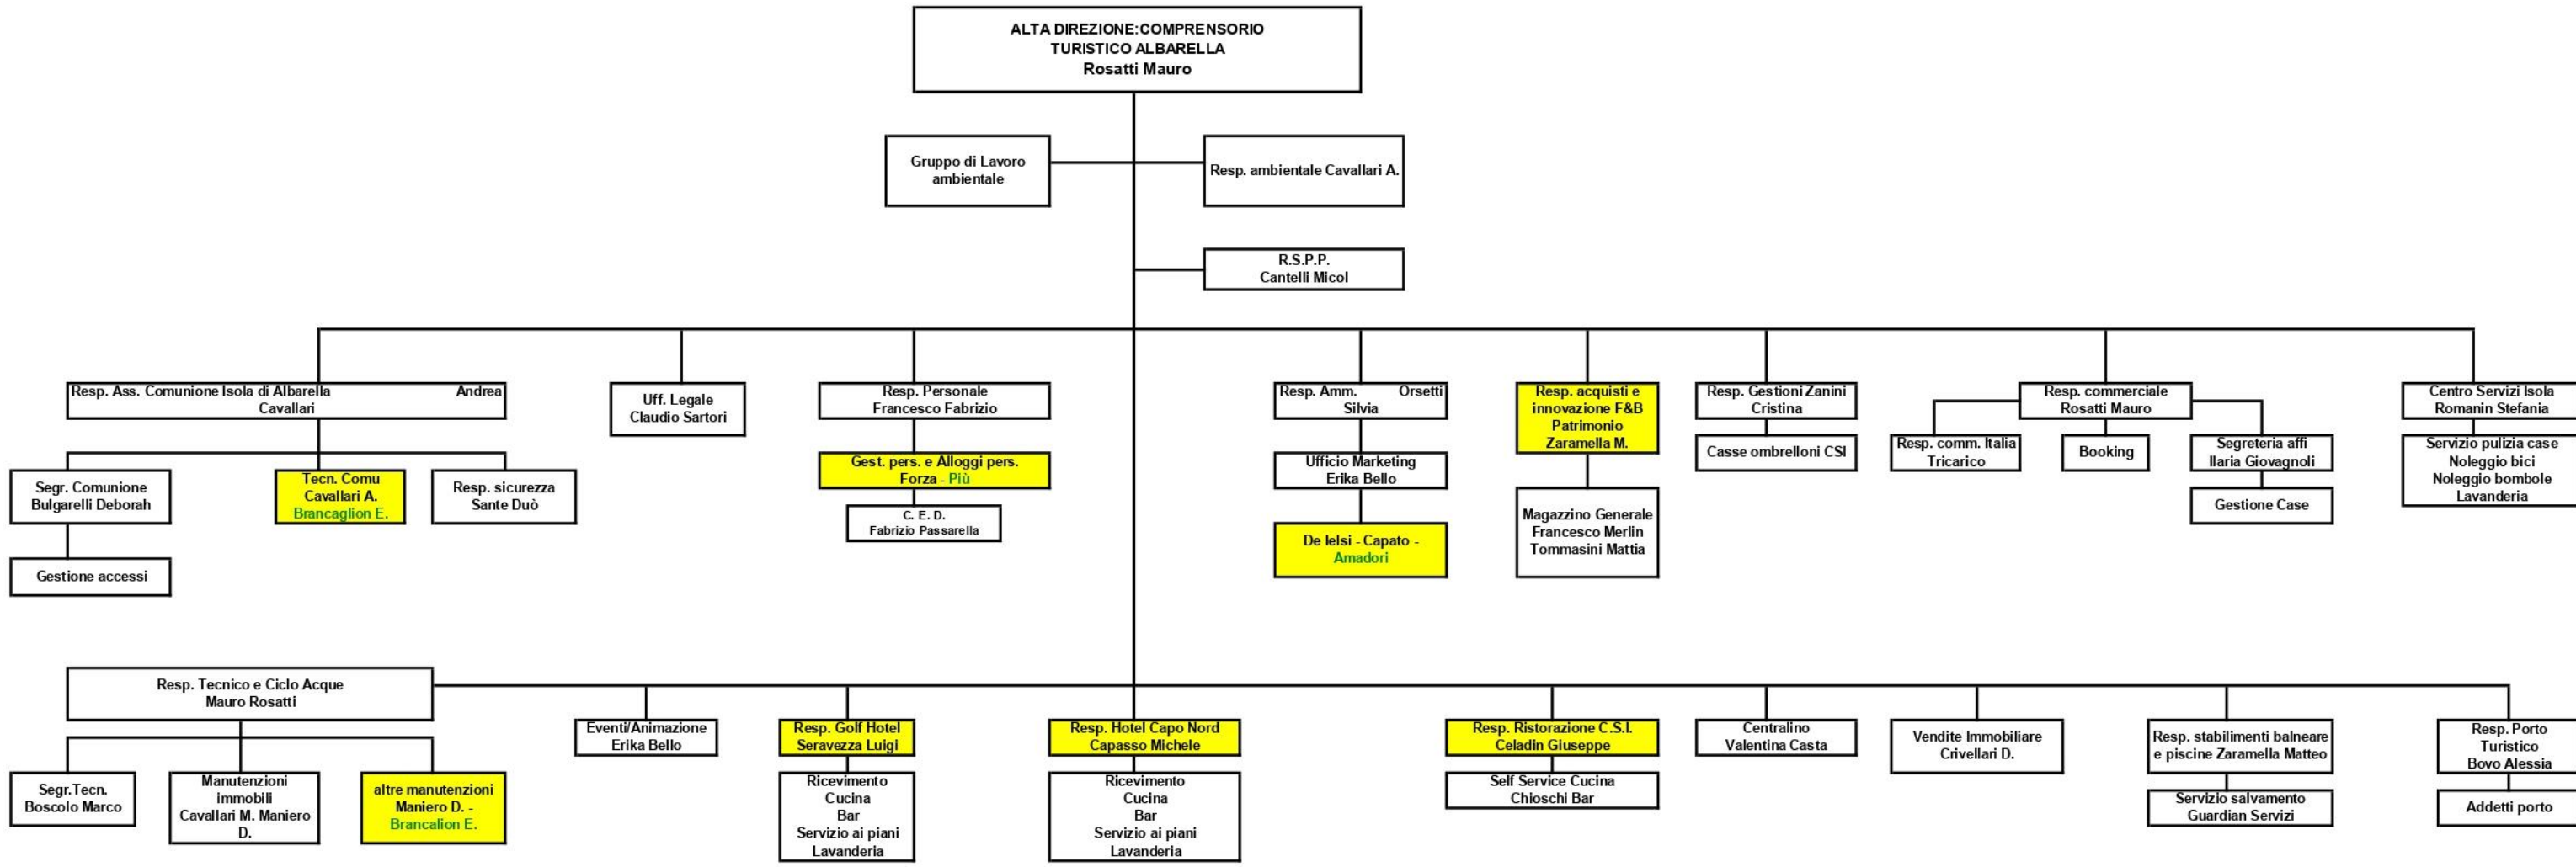 ALTA DIREZIONE:COMPRENSORIO
TURISTICO ALBARELLA
Rosatti Mauro
Gruppo di Lavoro
ambientale
Resp. ambientale Cavallari A.
R.S.P.P.
Cantelli Micol
Resp. Ass. Comunione Isola di Albarella Andrea
Cavallari
Uff. Legale
Claudio Sartori
Resp. Personale
Francesco Fabrizio
Resp. Amm. Orsetti
Silvia
Resp. acquisti e
innovazione F&B
Patrimonio
Zaramella M.
Resp. Gestioni Zanini
Cristina
Resp. commerciale
Rosatti Mauro
Centro Servizi Isola
Romanin Stefania
Segr. Comunione
Bulgarelli Deborah
Tecn. Comu
Cavallari A.
Brancaglion E.
Resp. sicurezza
Sante Duò
Gest. pers. e Alloggi pers.
Forza - Più
C. E. D.
Fabrizio Passarella
Ufficio Marketing
Erika Bello
De Ielsi - Capato -
Amadori
Magazzino Generale
Francesco Merlin
Tommasini Mattia
Casse ombrelloni CSI
Resp. comm. Italia
Tricarico
Booking
Segreteria affi
Ilaria Giovagnoli
Gestione Case
Servizio pulizia case
Noleggio bici
Noleggio bombole
Lavanderia
Gestione accessi
Resp. Tecnico e Ciclo Acque
Mauro Rosatti
Eventi/Animazione
Erika Bello
Resp. Golf Hotel
Seravezza Luigi
Resp. Hotel Capo Nord
Capasso Michele
Resp. Ristorazione C.S.I.
Celadin Giuseppe
Centralino
Valentina Casta
Vendite Immobiliare
Crivellari D.
Resp. stabilimenti balneare
e piscine Zaramella Matteo
Resp. Porto
Turistico
Bovo Alessia
Segr.Tecn.
Boscolo Marco
Manutenzioni
immobili
Cavallari M. Maniero
D.
altre manutenzioni
Maniero D. -
Brancalion E.
Ricevimento
Cucina
Bar
Servizio ai piani
Lavanderia
Ricevimento
Cucina
Bar
Servizio ai piani
Lavanderia
Self Service Cucina
Chioschi Bar
Servizio salvamento
Guardian Servizi
Addetti porto